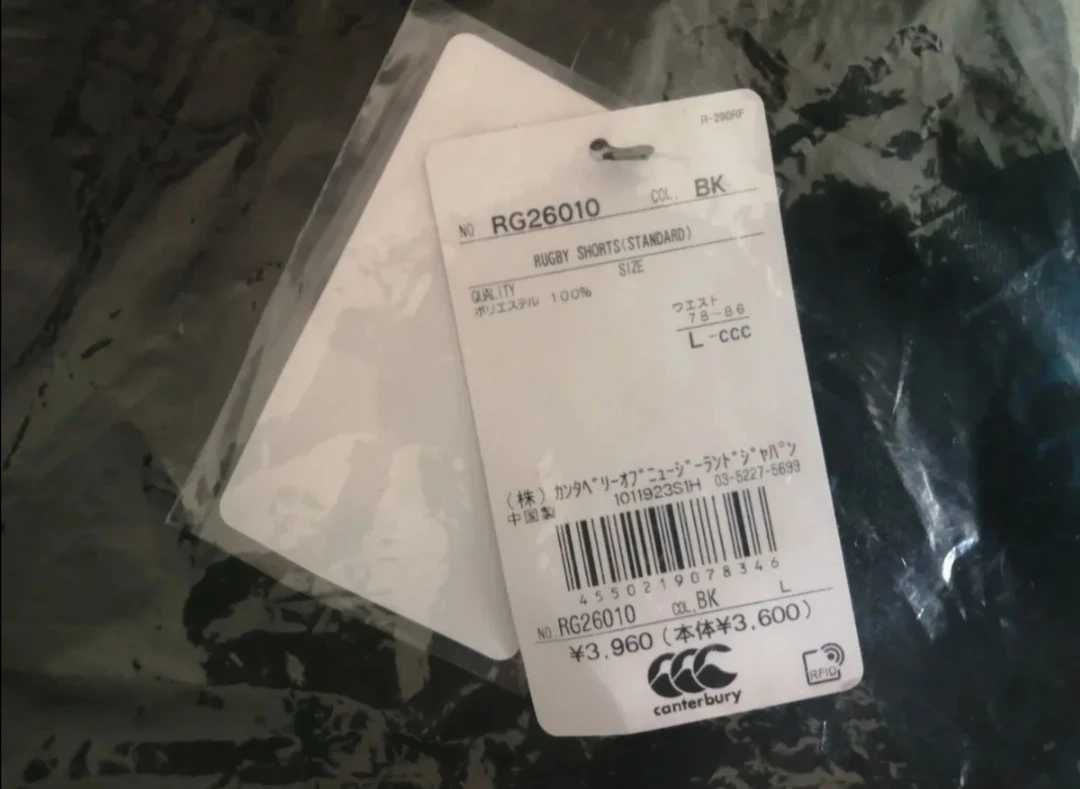 R-280RF
NO RG26010 COL. BK
RUGBY SHORTS(STANDARD)
QUALITY SIZE
ポリエステル 100%
ウエスト
78-86
L-CCC
(株) カンタベリーオブニュージーランドジャパン
1011923S1H 03-5227-5699
中国製
4550219078346
NO.RG26010 COL.BK L
¥3,960(本体¥3,600)
canterbury
RFID